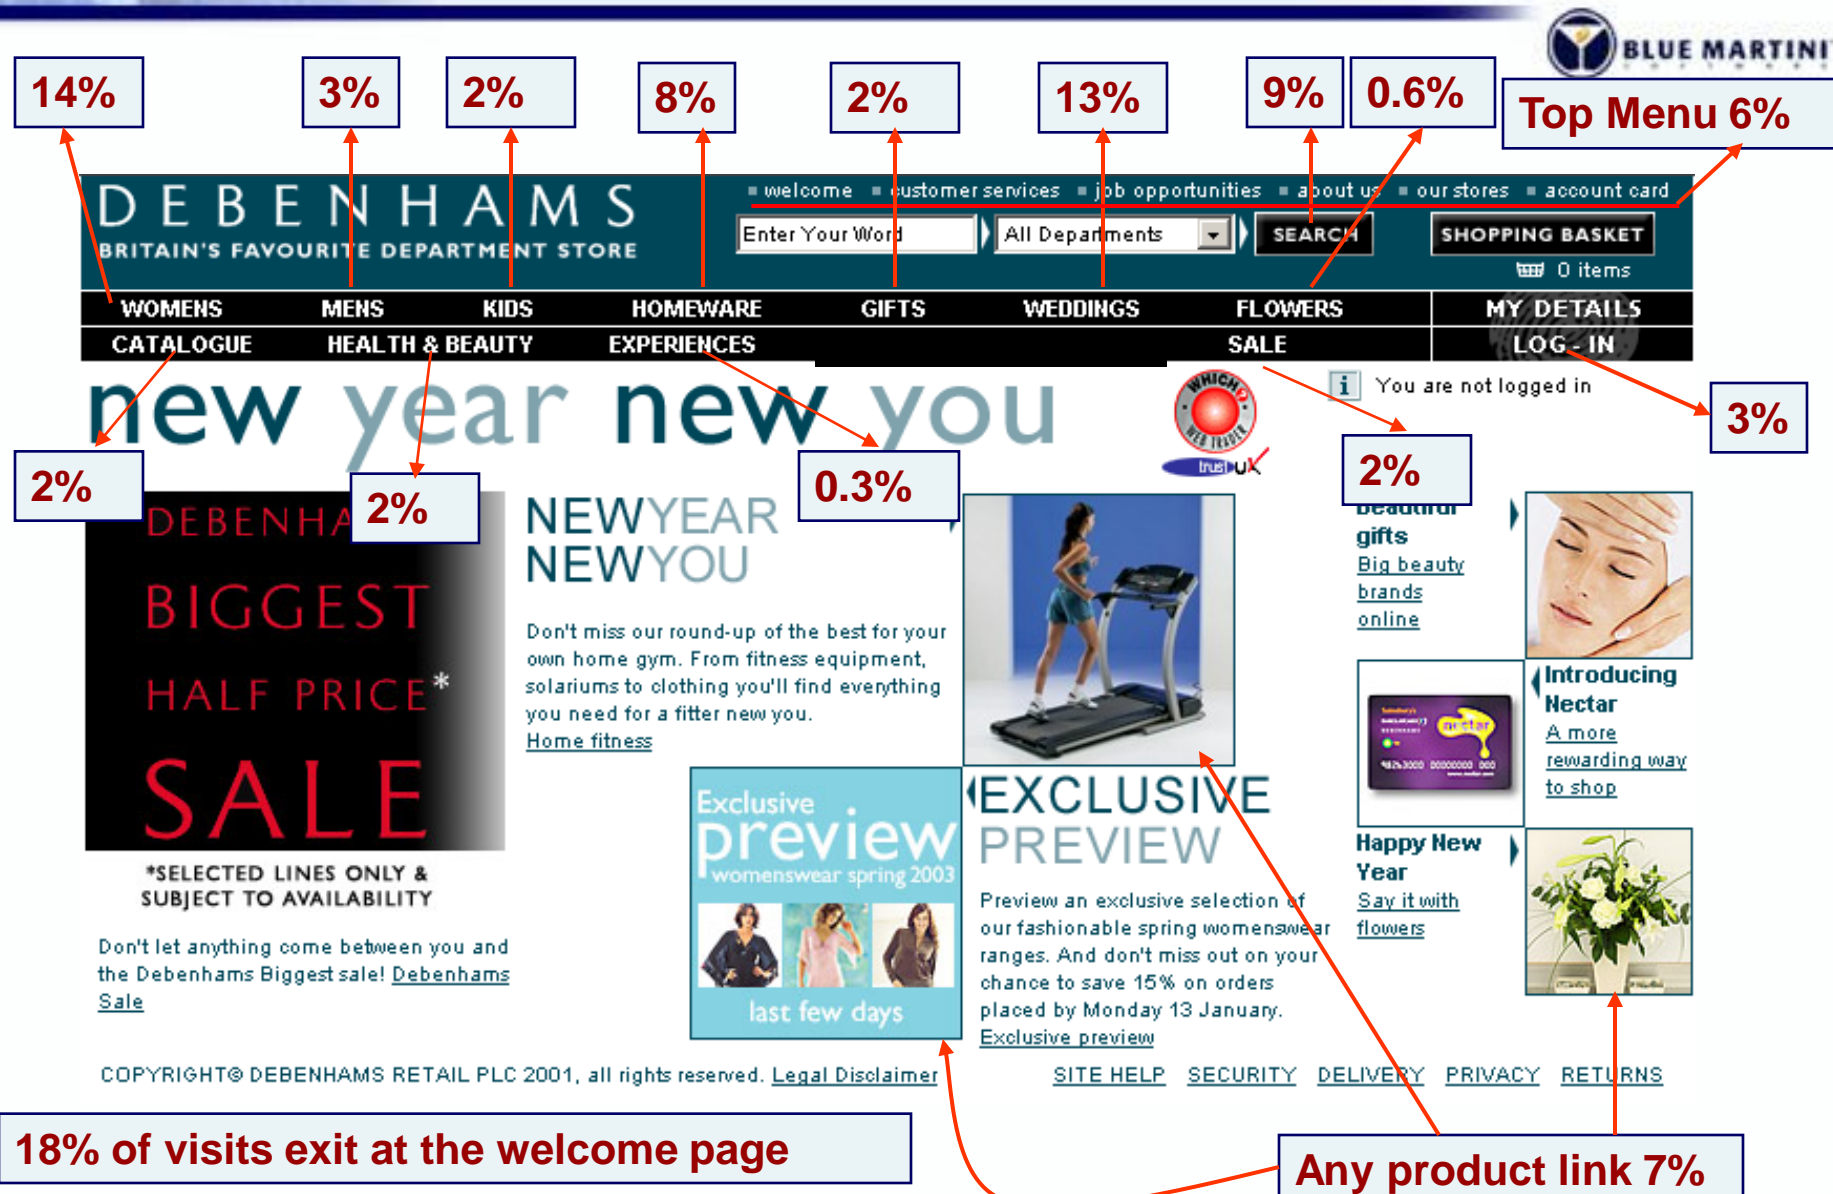 BLUE MARTINI
14%
3%
2%
8%
2%
13%
9%
0.6%
Top Menu 6%
DEBENHAMS
BRITAIN'S FAVOURITE DEPARTMENT STORE
welcome customer services job opportunities about us our stores account card
Enter Your Word
All Departments
SEARCH
SHOPPING BASKET
0 items
WOMENS MENS KIDS HOMEWARE GIFTS WEDDINGS FLOWERS MY DETAILS
CATALOGUE HEALTH & BEAUTY EXPERIENCES SALE LOG-IN
new year new you
WHICH?
WEB TRADER
trust UK
i You are not logged in
3%
2%
2%
0.3%
2%
BIGGEST
HALF PRICE*
SALE
*SELECTED LINES ONLY &
SUBJECT TO AVAILABILITY
Don't let anything come between you and
the Debenhams Biggest sale! Debenhams
Sale
NEWYEAR
NEWYOU
Don't miss our round-up of the best for your
own home gym. From fitness equipment,
solariums to clothing you'll find everything
you need for a fitter new you.
Home fitness
Exclusive
preview
womenswear spring 2003
last few days
EXCLUSIVE
PREVIEW
Preview an exclusive selection of
our fashionable spring womenswear
ranges. And don't miss out on your
chance to save 15% on orders
placed by Monday 13 January.
Exclusive preview
beautiful
gifts
Big beauty
brands
online
Introducing
Nectar
A more
rewarding way
to shop
nectar
Happy New
Year
Say it with
flowers
COPYRIGHT© DEBENHAMS RETAIL PLC 2001, all rights reserved. Legal Disclaimer
SITE HELP SECURITY DELIVERY PRIVACY RETURNS
18% of visits exit at the welcome page
Any product link 7%